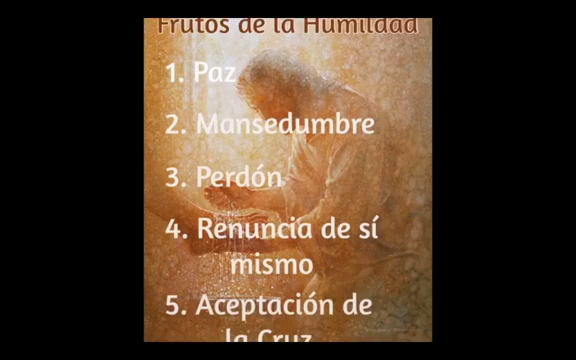 Frutos de la Humildad
1. Paz
2. Mansedumbre
3. Perdón
4. Renuncia de sí
mismo
5. Aceptación de
la Cruz